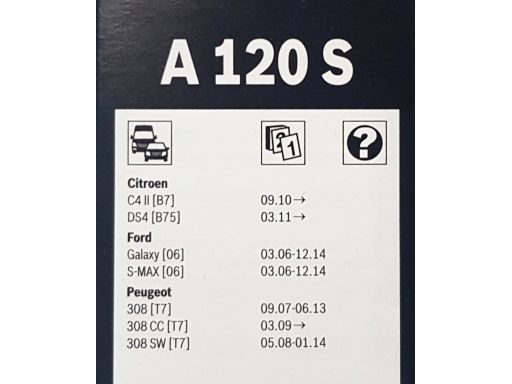 A 120 S
2 1 ?
Citroen
C4 II [B7] 09.10→
DS4 [B75] 03.11→
Ford
Galaxy [06] 03.06-12.14
S-MAX [06] 03.06-12.14
Peugeot
308 [T7] 09.07-06.13
308 CC [T7] 03.09→
308 SW [T7] 05.08-01.14